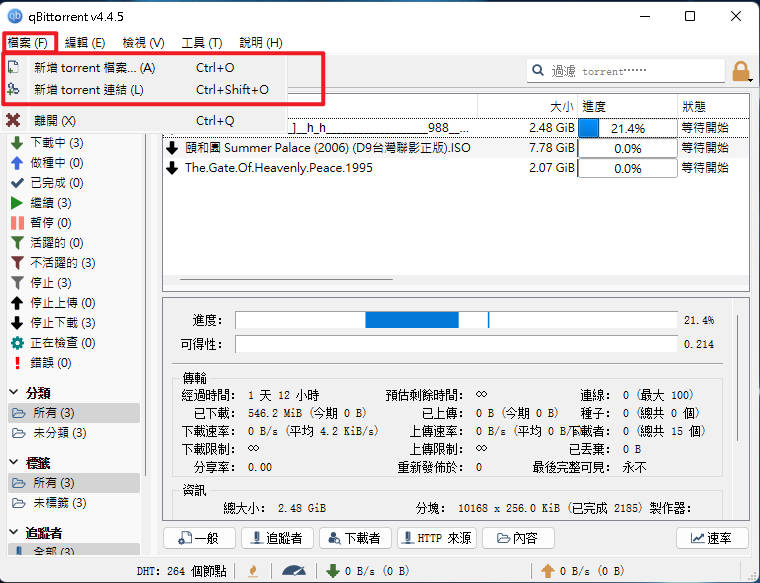 qBittorrent v4.4.5
檔案 (F) 編輯 (E) 檢視 (V) 工具 (T) 說明 (H)
新增 torrent 檔案... (A) Ctrl+O
新增 torrent 連結 (L) Ctrl+Shift+O
離開 (X) Ctrl+Q
過濾 torrent……
大小 進度 狀態
]__h_h__________________988__... 2.48 GiB 21.4% 等待開始
頤和園 Summer Palace (2006) (D9台灣聯影正版).ISO 7.78 GiB 0.0% 等待開始
The.Gate.Of.Heavenly.Peace.1995 2.07 GiB 0.0% 等待開始
下載中 (3)
做種中 (0)
已完成 (0)
繼續 (3)
暫停 (0)
活躍的 (0)
不活躍的 (3)
停止 (3)
停止上傳 (0)
停止下載 (3)
正在檢查 (0)
錯誤 (0)
分類
所有 (3)
未分類 (3)
標籤
所有 (3)
未標籤 (3)
追蹤者
全部 (3)
進度: 21.4%
可得性: 0.214
傳輸
經過時間: 1 天 12 小時 預估剩餘時間: ∞ 連線: 0 (最大 100)
已下載: 546.2 MiB (今期 0 B) 已上傳: 0 B (今期 0 B) 種子: 0 (總共 0 個)
下載速率: 0 B/s (平均 4.2 KiB/s) 上傳速率: 0 B/s (平均 0 B/下載者: 0 (總共 15 個)
下載限制: ∞ 上傳限制: ∞ 已丟棄: 0 B
分享率: 0.00 重新發佈於: 0 最後完整可見: 永不
資訊
總大小: 2.48 GiB 分塊: 10168 x 256.0 KiB (已完成 2185) 製作器:
一般 追蹤者 下載者 HTTP 來源 內容 速率
DHT: 264 個節點 0 B/s (0 B) 0 B/s (0 B)